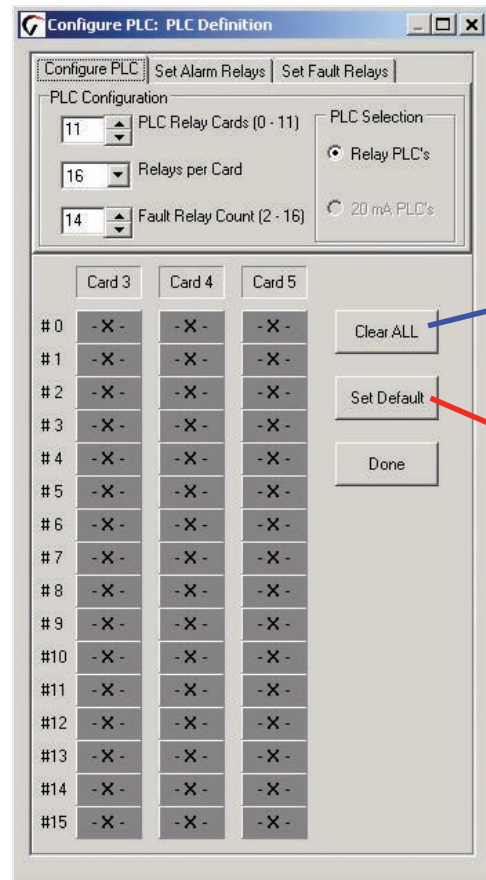 Configure PLC: PLC Definition
Configure PLC Set Alarm Relays Set Fault Relays
PLC Configuration
11 PLC Relay Cards (0 - 11)
16 Relays per Card
14 Fault Relay Count (2 - 16)
PLC Selection
Relay PLC's
20 mA PLC's
Card 3 Card 4 Card 5
# 0 - X - - X - - X -
# 1 - X - - X - - X -
# 2 - X - - X - - X -
# 3 - X - - X - - X -
# 4 - X - - X - - X -
# 5 - X - - X - - X -
# 6 - X - - X - - X -
# 7 - X - - X - - X -
# 8 - X - - X - - X -
# 9 - X - - X - - X -
#10 - X - - X - - X -
#11 - X - - X - - X -
#12 - X - - X - - X -
#13 - X - - X - - X -
#14 - X - - X - - X -
#15 - X - - X - - X -
Clear ALL
Set Default
Done